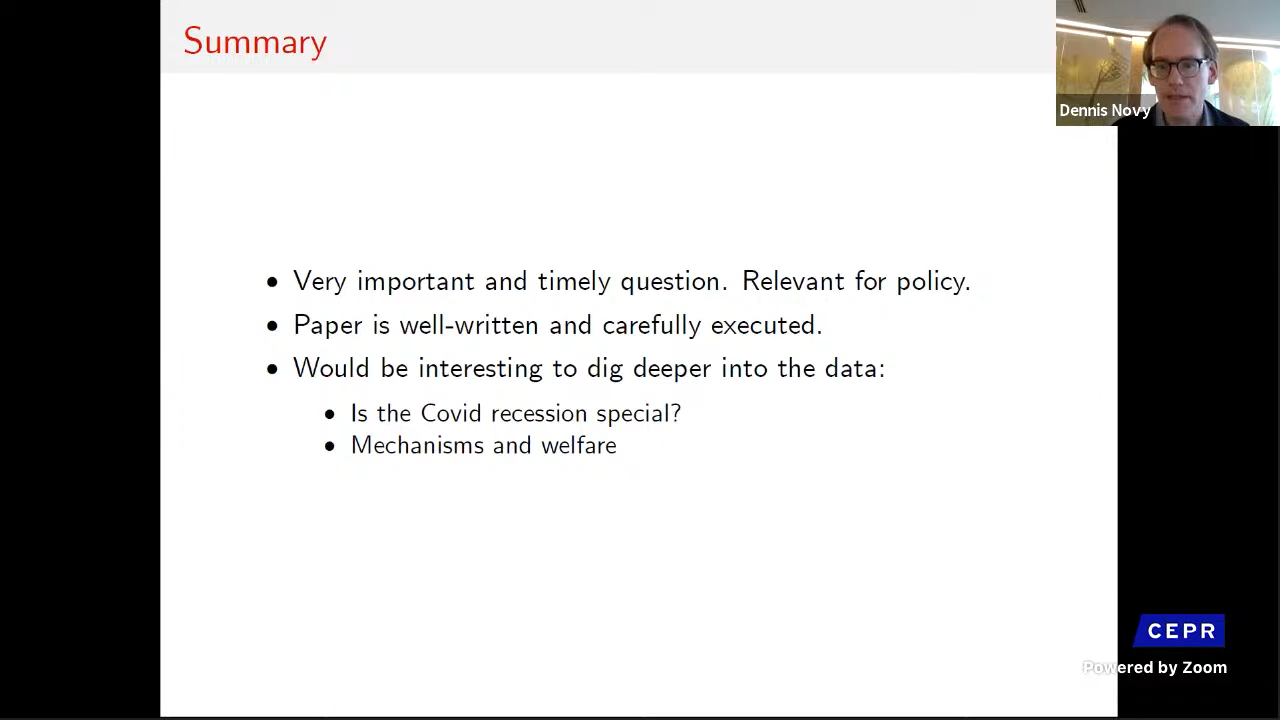 Summary
Dennis Novy
• Very important and timely question. Relevant for policy.
• Paper is well-written and carefully executed.
• Would be interesting to dig deeper into the data:
• Is the Covid recession special?
• Mechanisms and welfare
CEPR
Powered by Zoom